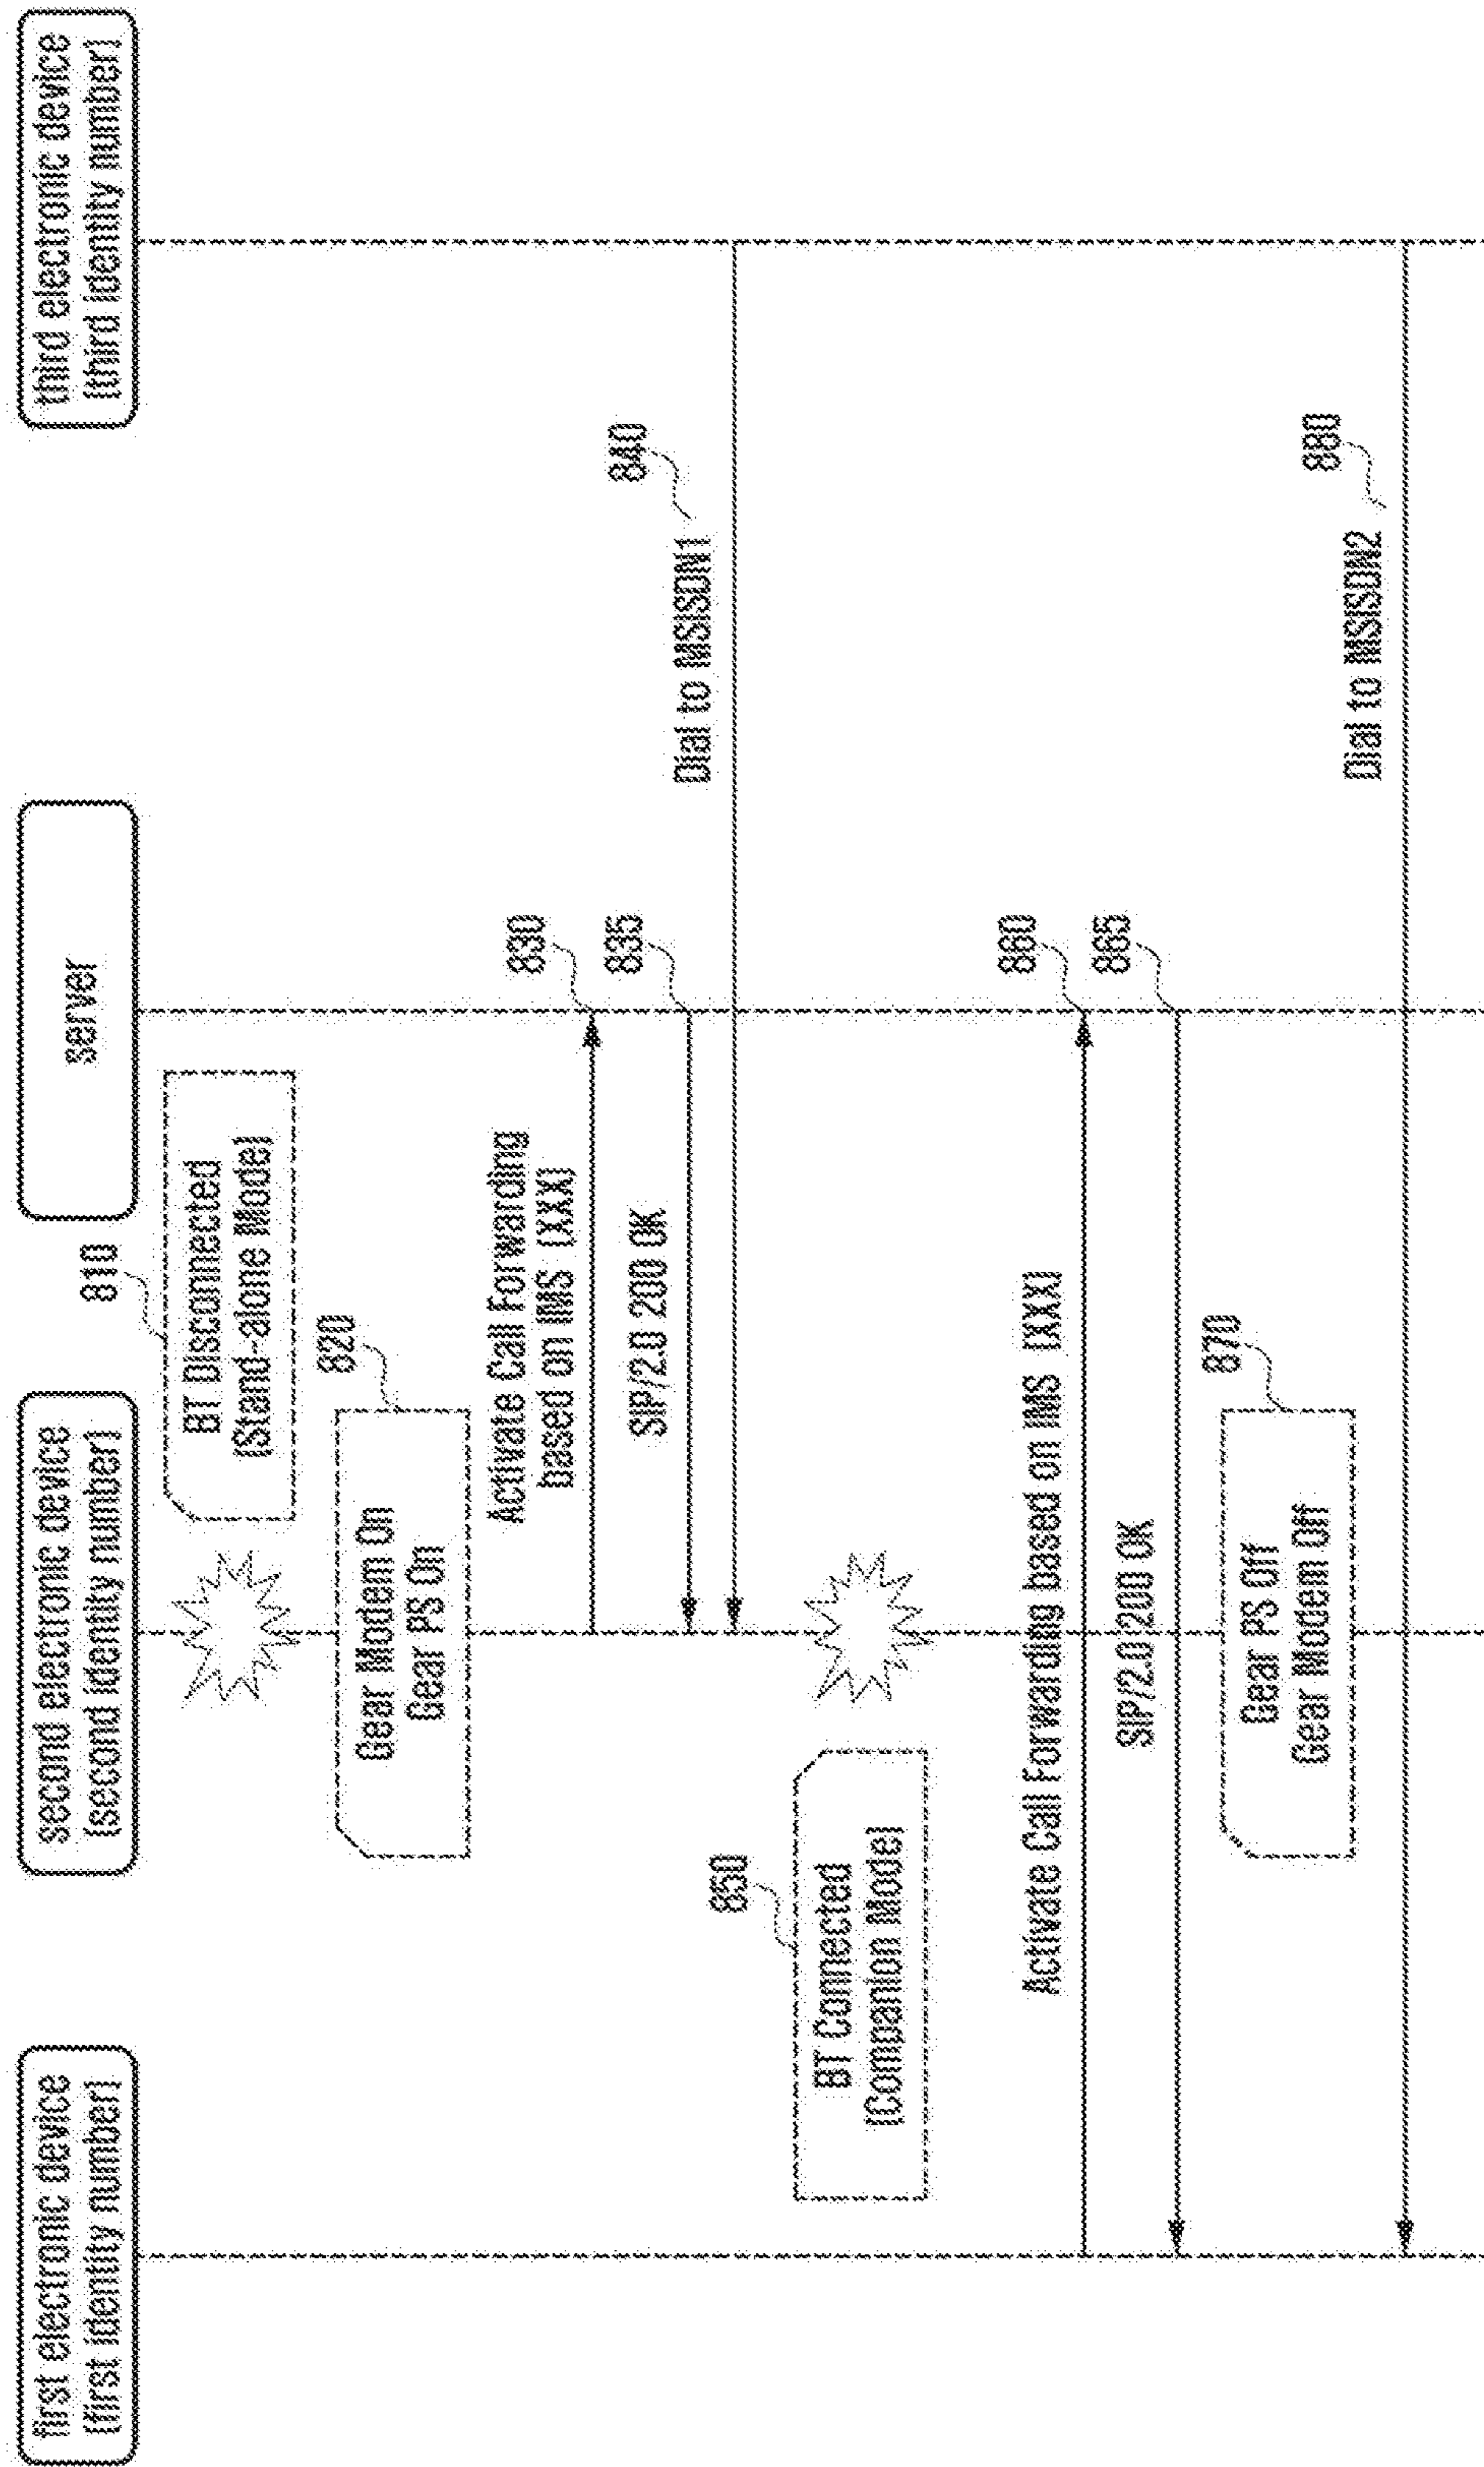 first electronic device
(first identity number)
second electronic device
(second identity number)
server
third electronic device
(third identity number)
810
BT Disconnected
(Stand-alone Mode)
820
Gear Modem On
Gear PS On
Activate Call Forwarding
based on IMS (XXX)
830
SIP/2.0 200 OK
835
Dial to MSISDN1
840
850
BT Connected
(Companion Mode)
Activate Call Forwarding based on IMS (XXX)
860
SIP/2.0 200 OK
865
870
Gear PS Off
Gear Modem Off
Dial to MSISDN2
880